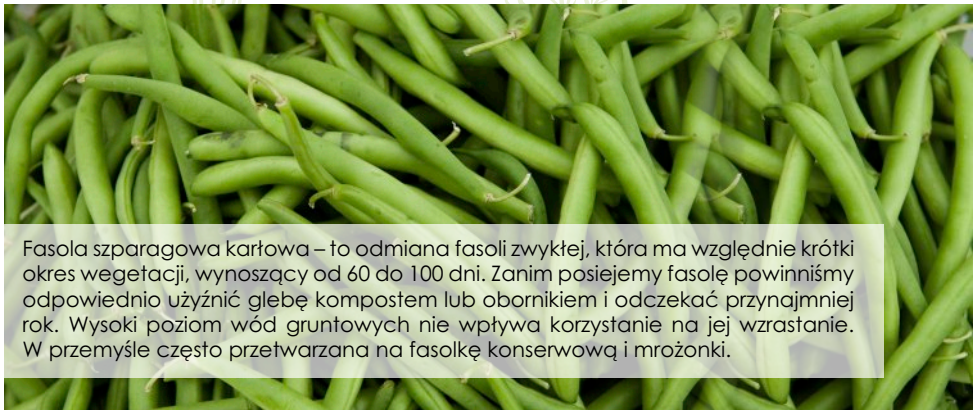 Fasola szparagowa karłowa – to odmiana fasoli zwykłej, która ma względnie krótki
okres wegetacji, wynoszący od 60 do 100 dni. Zanim posiejemy fasolę powinniśmy
odpowiednio użyźnić glebę kompostem lub obornikiem i odczekać przynajmniej
rok. Wysoki poziom wód gruntowych nie wpływa korzystanie na jej wzrastanie.
W przemyśle często przetwarzana na fasolkę konserwową i mrożonki.